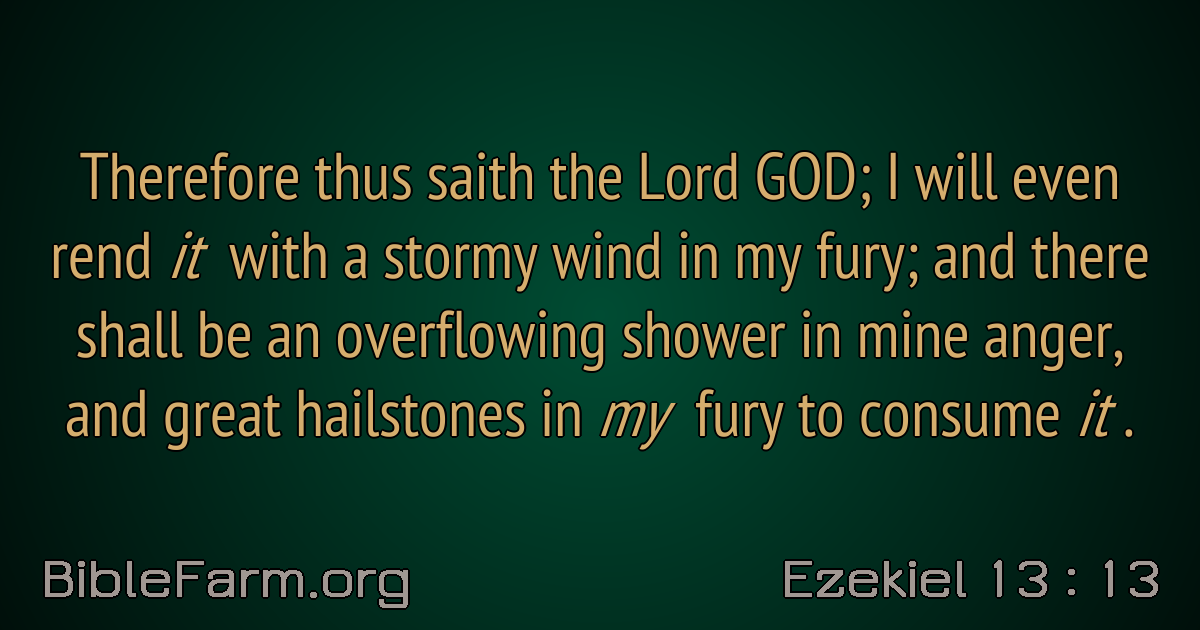 Therefore thus saith the Lord GOD; I will even
rend it with a stormy wind in my fury; and there
shall be an overflowing shower in mine anger,
and great hailstones in my fury to consume it .
BibleFarm.org
Ezekiel 13 : 13